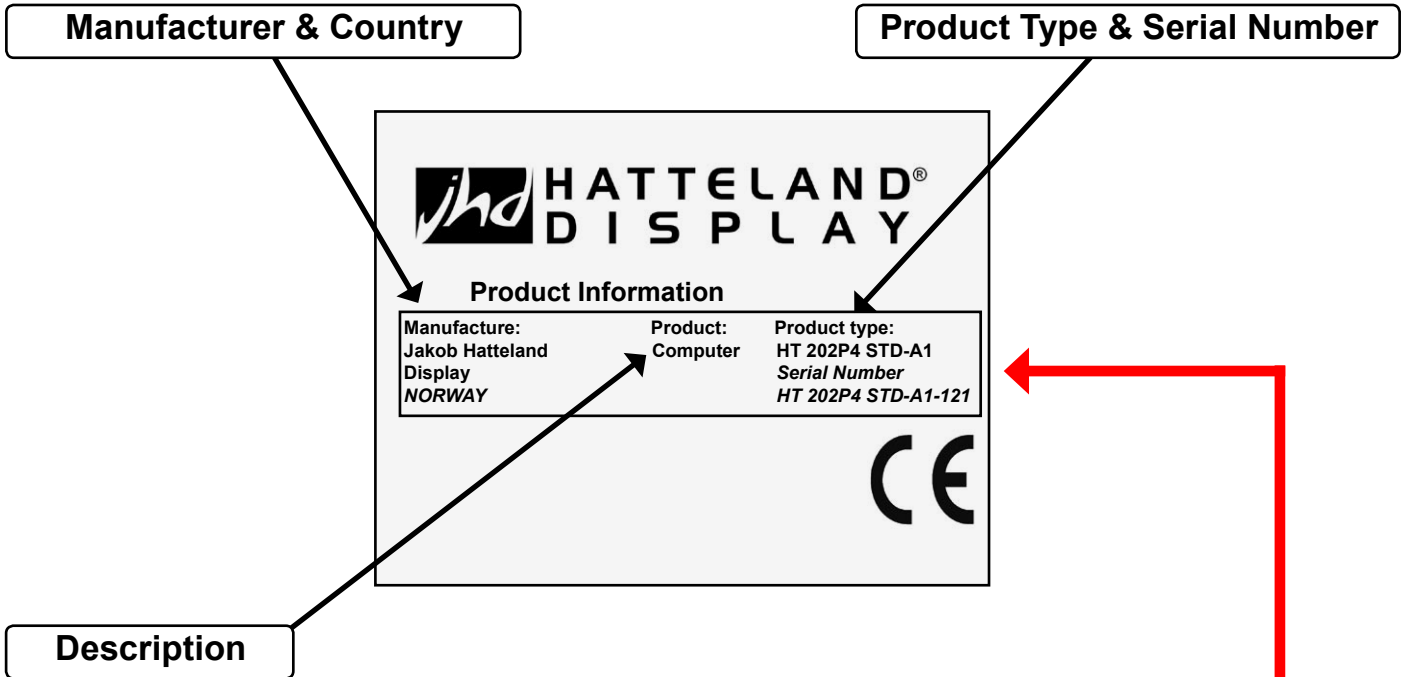 Manufacturer & Country
Product Type & Serial Number
jhd
HATTELAND®
DISPLAY
Product Information
Manufacture: Product: Product type:
Jakob Hatteland Computer HT 202P4 STD-A1
Display Serial Number
NORWAY HT 202P4 STD-A1-121
CE
Description